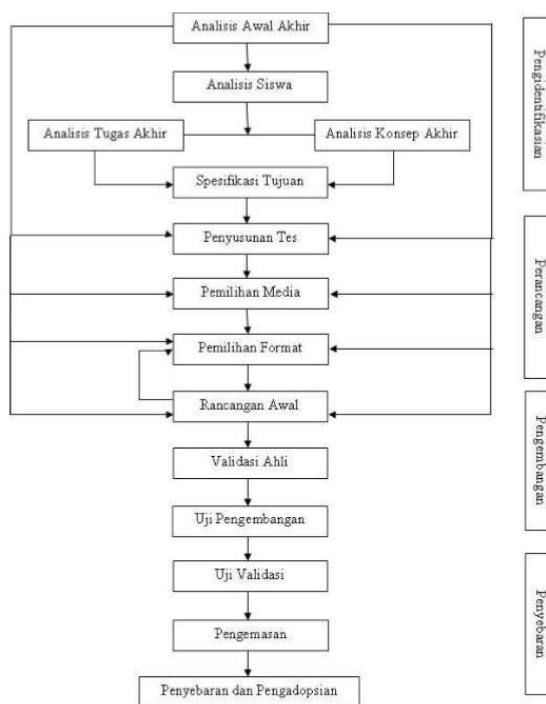 Analisis Awal Akhir
Analisis Siswa
Analisis Tugas Akhir
Analisis Konsep Akhir
Spesifikasi Tujuan
Penyusunan Tes
Pemilihan Media
Pemilihan Format
Rancangan Awal
Validasi Ahli
Uji Pengembangan
Uji Validasi
Pengemasan
Penyebaran dan Pengadopsian
Pengidentifikasian
Perancangan
Pengembangan
Penyebaran